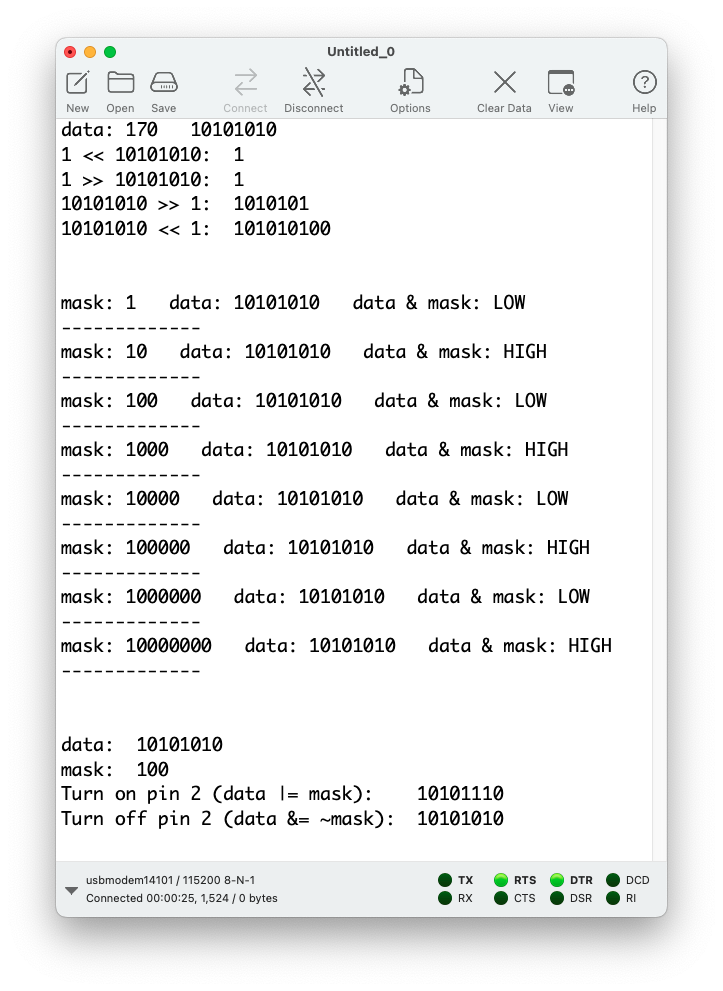 Untitled_0
New Open Save Connect Disconnect Options Clear Data View Help
data: 170   10101010
1 << 10101010:  1
1 >> 10101010:  1
10101010 >> 1:  1010101
10101010 << 1:  101010100
mask: 1   data: 10101010   data & mask: LOW
-------------
mask: 10   data: 10101010   data & mask: HIGH
-------------
mask: 100   data: 10101010   data & mask: LOW
-------------
mask: 1000   data: 10101010   data & mask: HIGH
-------------
mask: 10000   data: 10101010   data & mask: LOW
-------------
mask: 100000   data: 10101010   data & mask: HIGH
-------------
mask: 1000000   data: 10101010   data & mask: LOW
-------------
mask: 10000000   data: 10101010   data & mask: HIGH
-------------
data:  10101010
mask:  100
Turn on pin 2 (data |= mask):    10101110
Turn off pin 2 (data &= ~mask):  10101010
usbmodem14101 / 115200 8-N-1
Connected 00:00:25, 1,524 / 0 bytes
TX RTS DTR DCD
RX CTS DSR RI